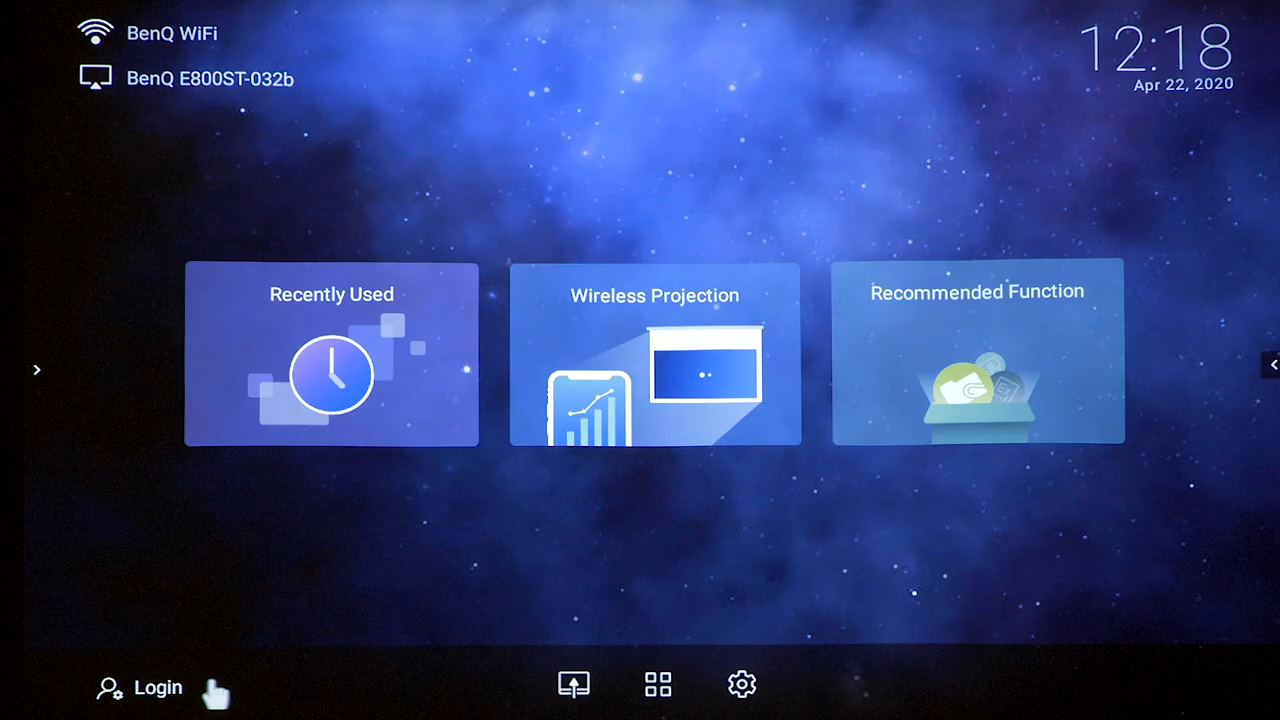 BenQ WiFi
BenQ E800ST-032b
12:18
Apr 22, 2020
Recently Used
Wireless Projection
Recommended Function
Login